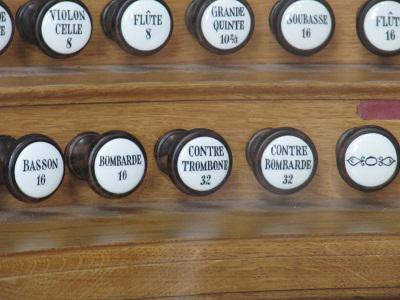 VIOLON
CELLE
8
FLÛTE
8
GRANDE
QUINTE
10⅔
SOUBASSE
16
FLÛT
16
BASSON
16
BOMBARDE
16
CONTRE
TROMBONE
32
CONTRE
BOMBARDE
32